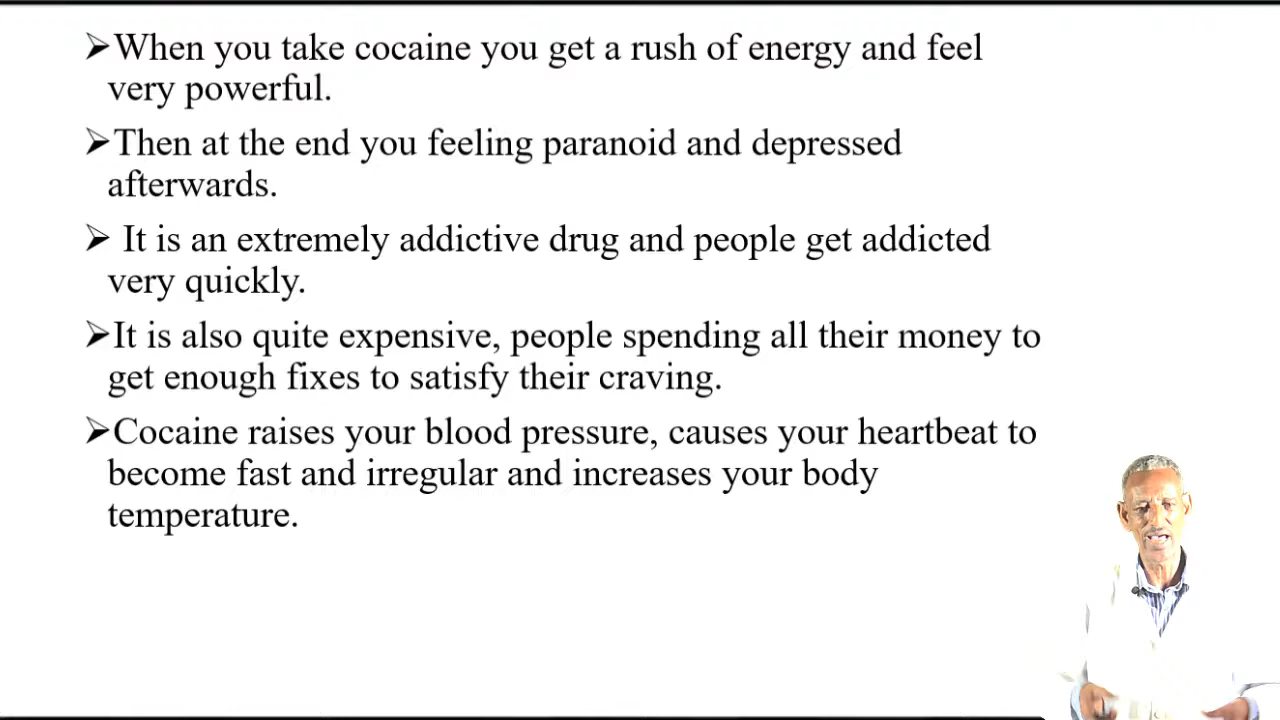 ➢When you take cocaine you get a rush of energy and feel
very powerful.
➢Then at the end you feeling paranoid and depressed
afterwards.
➢ It is an extremely addictive drug and people get addicted
very quickly.
➢It is also quite expensive, people spending all their money to
get enough fixes to satisfy their craving.
➢Cocaine raises your blood pressure, causes your heartbeat to
become fast and irregular and increases your body
temperature.